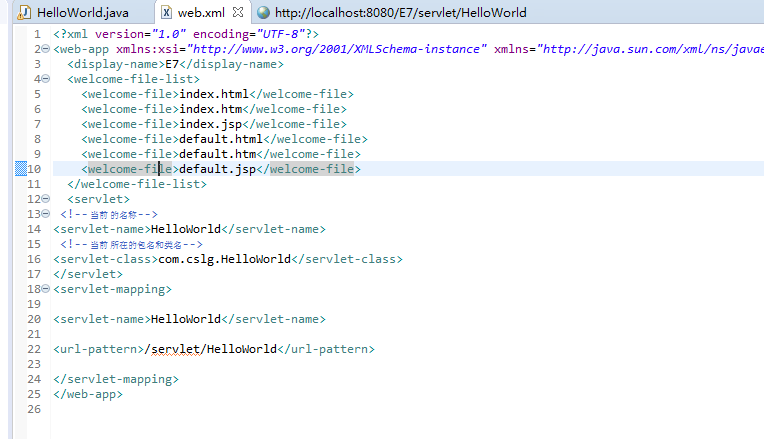 HelloWorld.java web.xml http://localhost:8080/E7/servlet/HelloWorld
1 <?xml version="1.0" encoding="UTF-8"?>
2 <web-app xmlns:xsi="http://www.w3.org/2001/XMLSchema-instance" xmlns="http://java.sun.com/xml/ns/javae
3 <display-name>E7</display-name>
4 <welcome-file-list>
5 <welcome-file>index.html</welcome-file>
6 <welcome-file>index.htm</welcome-file>
7 <welcome-file>index.jsp</welcome-file>
8 <welcome-file>default.html</welcome-file>
9 <welcome-file>default.htm</welcome-file>
10 <welcome-file>default.jsp</welcome-file>
11 </welcome-file-list>
12 <servlet>
13 <!--当前的名称-->
14 <servlet-name>HelloWorld</servlet-name>
15 <!--当前所在的包名和类名-->
16 <servlet-class>com.cslg.HelloWorld</servlet-class>
17 </servlet>
18 <servlet-mapping>
19
20 <servlet-name>HelloWorld</servlet-name>
21
22 <url-pattern>/servlet/HelloWorld</url-pattern>
23
24 </servlet-mapping>
25 </web-app>
26